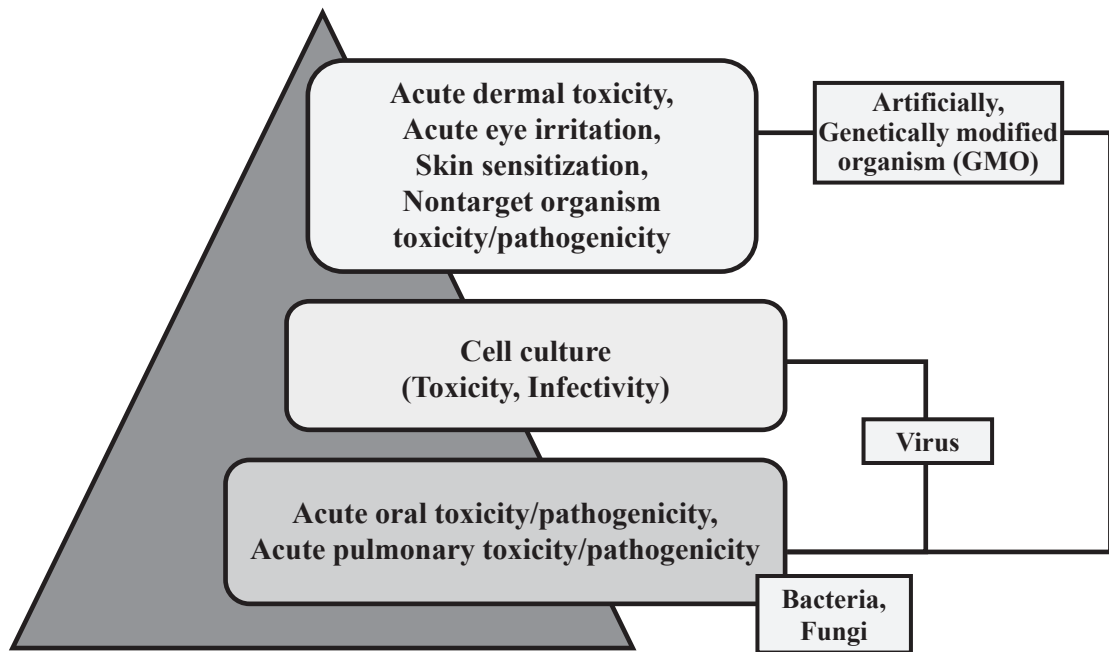 Acute dermal toxicity,
Acute eye irritation,
Skin sensitization,
Nontarget organism
toxicity/pathogenicity
Artificially,
Genetically modified
organism (GMO)
Cell culture
(Toxicity, Infectivity)
Virus
Acute oral toxicity/pathogenicity,
Acute pulmonary toxicity/pathogenicity
Bacteria,
Fungi